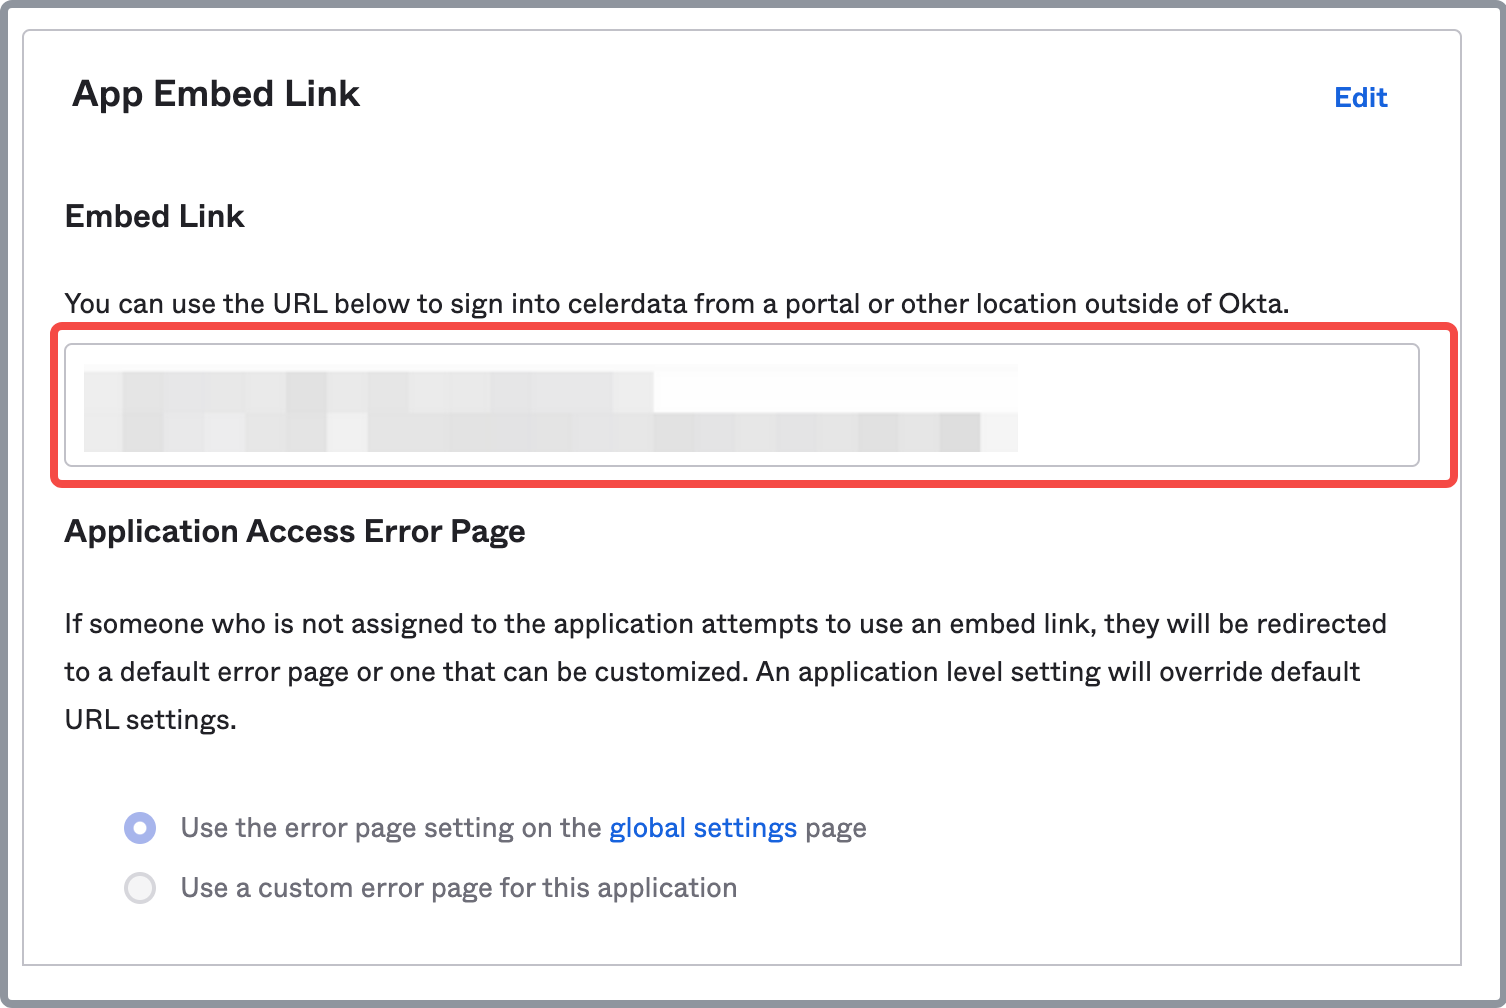 App Embed Link
Edit
Embed Link
You can use the URL below to sign into celerdata from a portal or other location outside of Okta.
Application Access Error Page
If someone who is not assigned to the application attempts to use an embed link, they will be redirected
to a default error page or one that can be customized. An application level setting will override default
URL settings.
Use the error page setting on the global settings page
Use a custom error page for this application